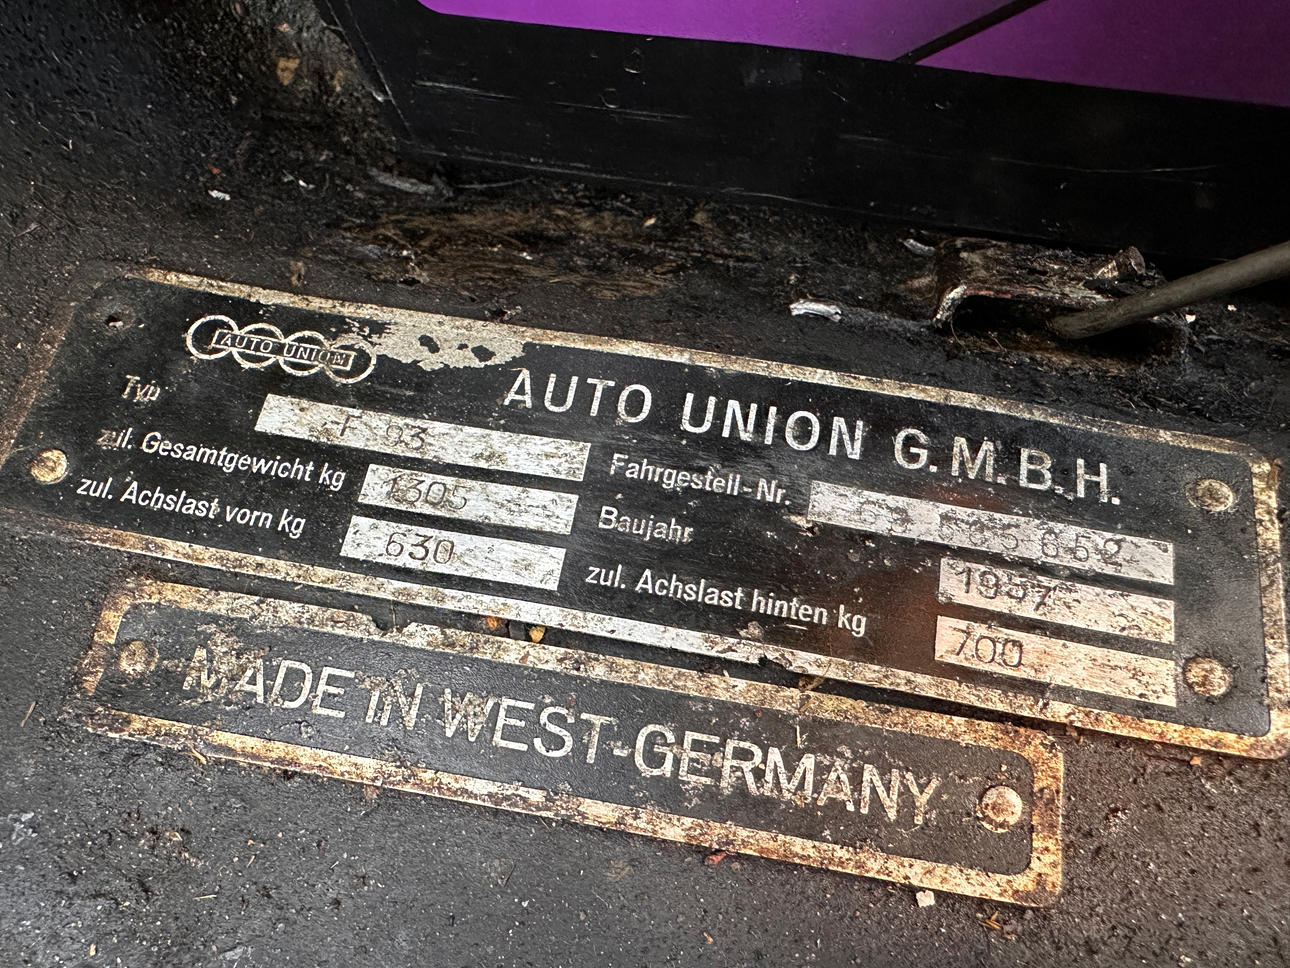 AUTO UNION
AUTO UNION G.M.B.H.
Typ F 93
Fahrgestell-Nr. 652
zul. Gesamtgewicht kg 1305
Baujahr 1957
zul. Achslast vorn kg 630
zul. Achslast hinten kg 700
MADE IN WEST-GERMANY